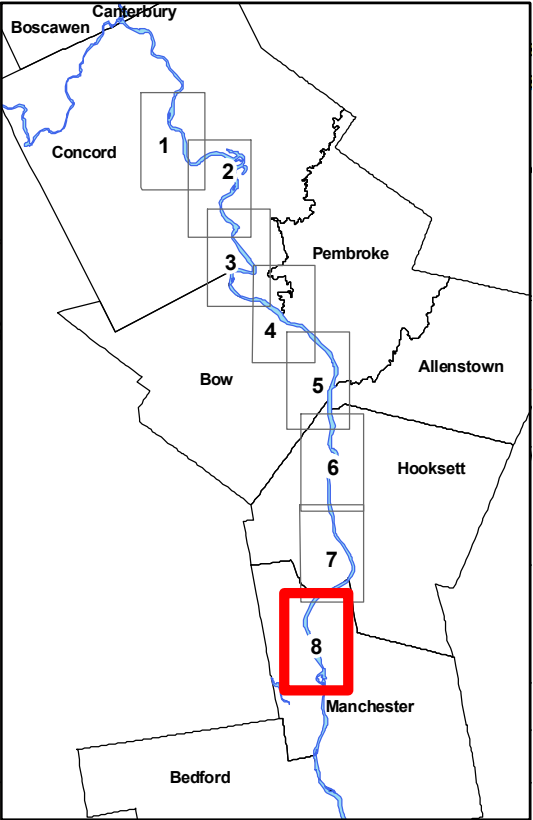 Canterbury
Boscawen
Concord
1
2
Pembroke
3
4
Allenstown
Bow
5
6
Hooksett
7
8
Manchester
Bedford